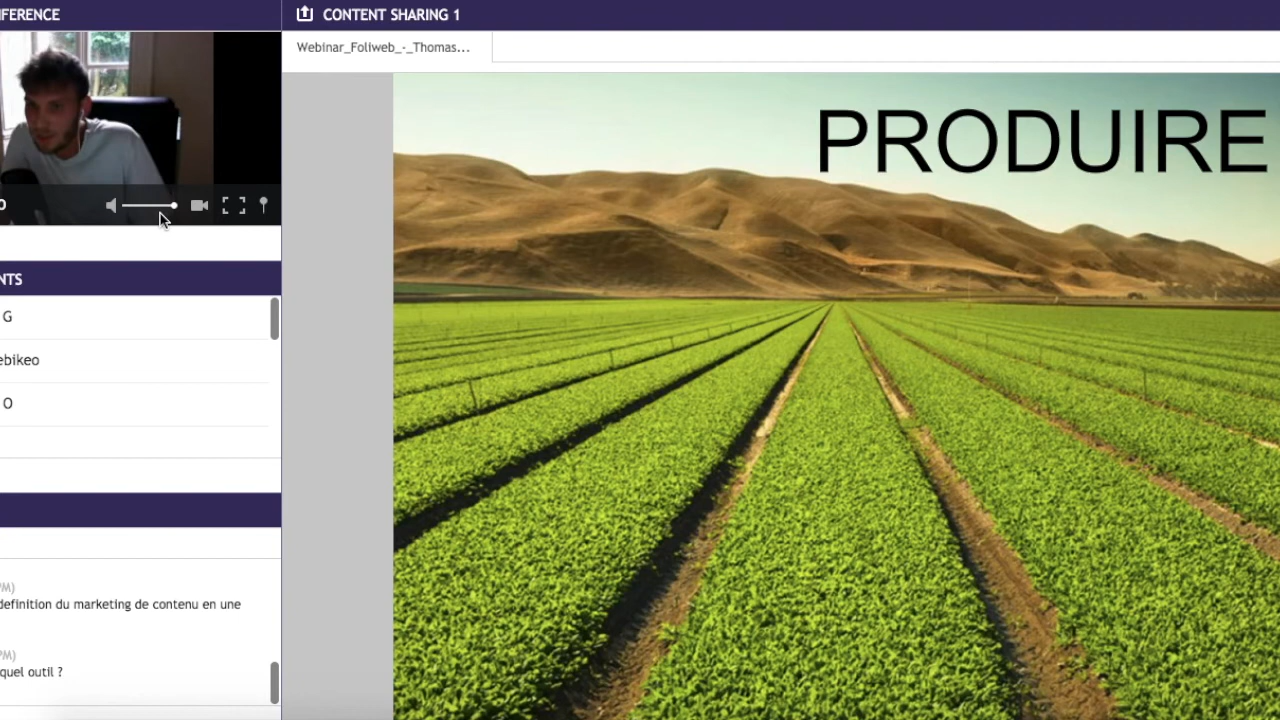 FERENCE
CONTENT SHARING 1
Webinar_Foliweb_-_Thomas...
PRODUIRE
O
NTS
G
ebikeo
O
PM)
definition du marketing de contenu en une
PM)
quel outil ?